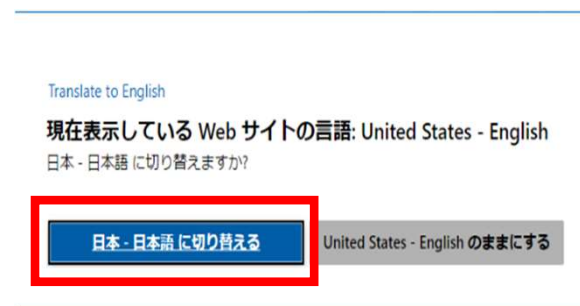 Translate to English
現在表示している Web サイトの言語: United States - English
日本 - 日本語 に切り替えますか?
日本 - 日本語 に切り替える
United States - English のままにする